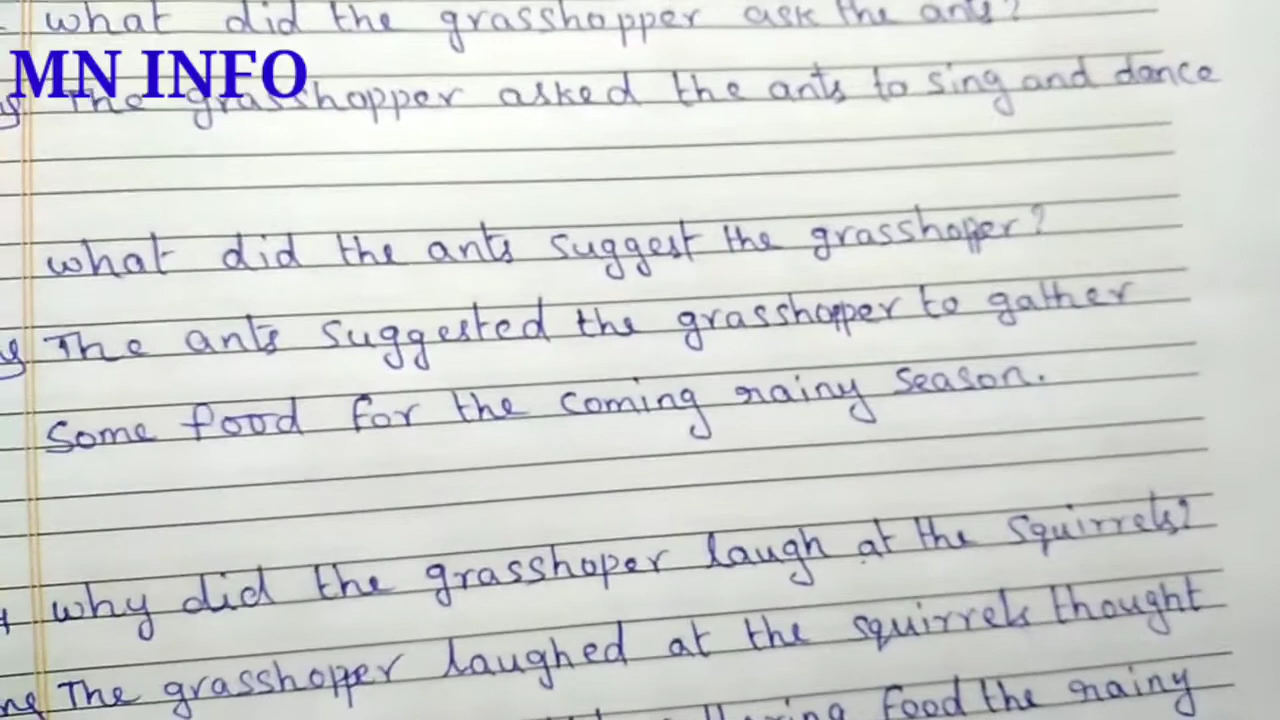 what did the grasshopper ask the ants?
MN INFO
The grasshopper asked the ants to sing and dance
what did the ants suggest the grasshopper?
The ants suggested the grasshopper to gather
Some food for the coming rainy season.
why did the grasshoper laugh at the squirrels?
The grasshopper laughed at the squirrels thought
food the rainy